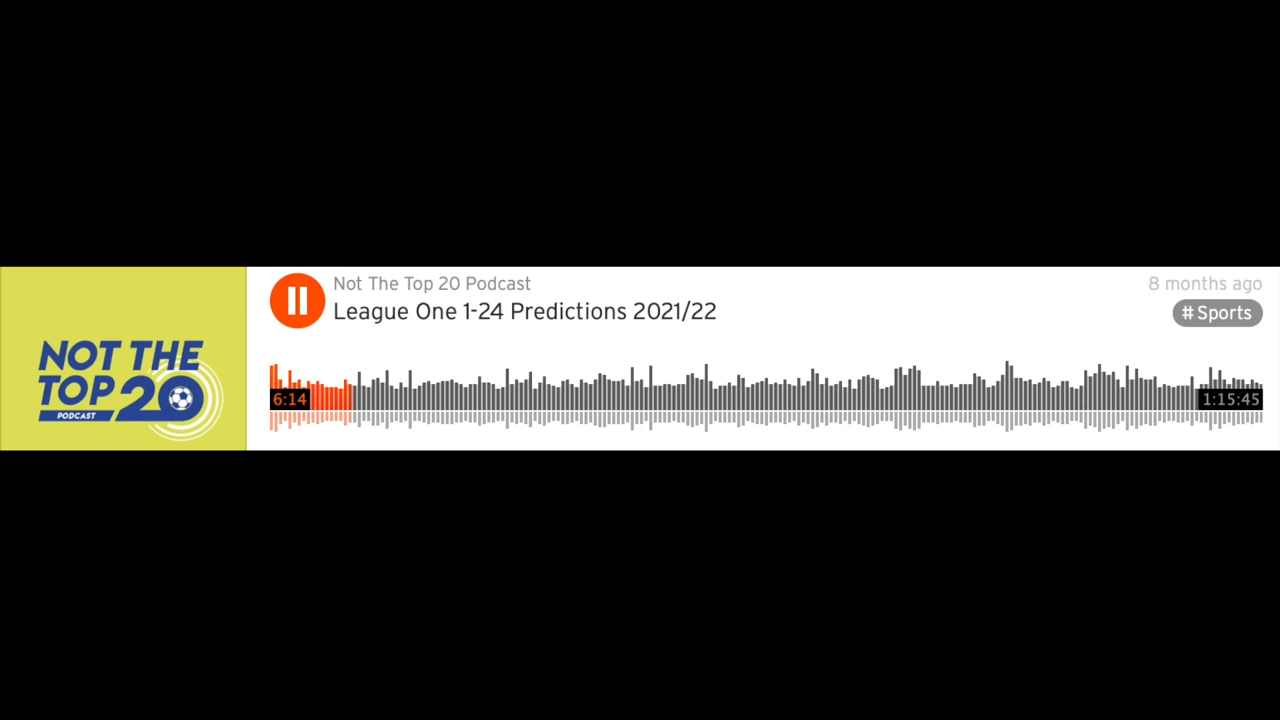 NOT THE
TOP 20
PODCAST
Not The Top 20 Podcast
8 months ago
League One 1-24 Predictions 2021/22
# Sports
6:14
1:15:45